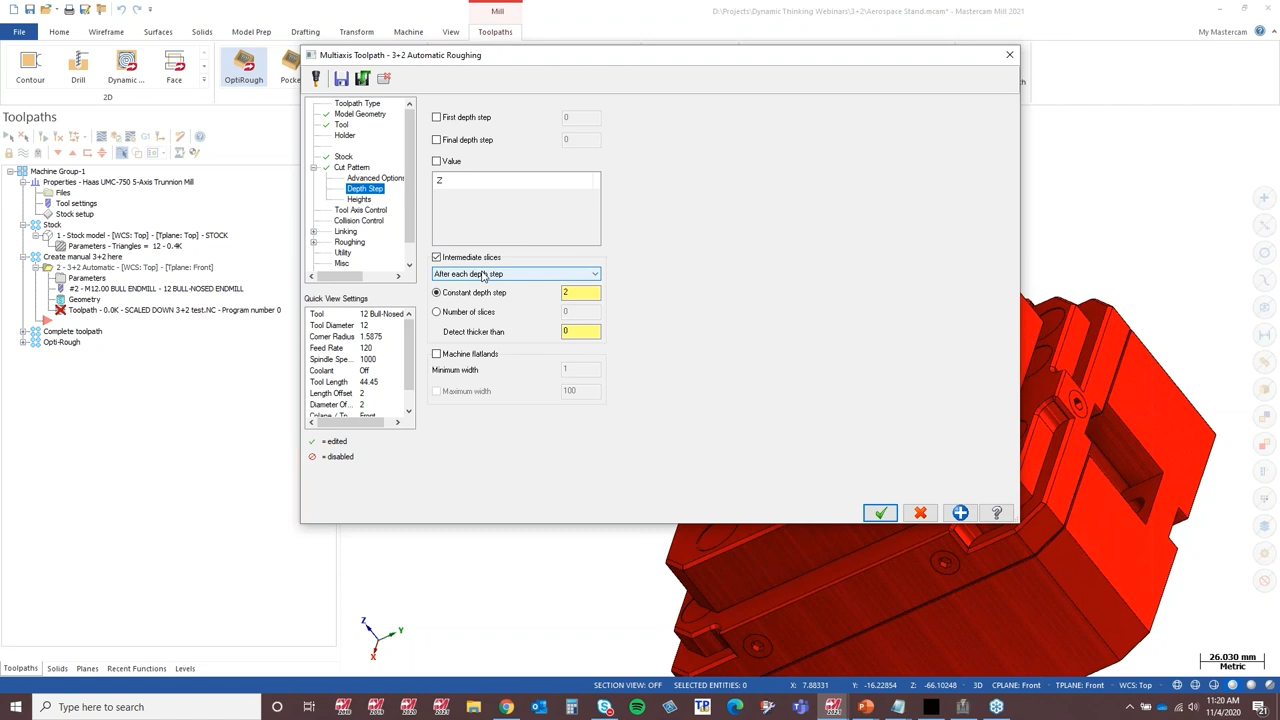 Mill
D:\Projects\Dynamic Thinking Webinars\3+2\Aerospace Stand.mcam* - Mastercam Mill 2021
File
Home
Wireframe
Surfaces
Solids
Model Prep
Drafting
Transform
Machine
View
Toolpaths
My Mastercam
Contour
Drill
Dynamic ...
Face
OptiRough
Pocke
2D
Toolpaths
Machine Group-1
Properties - Haas UMC-750 5-Axis Trunnion Mill
Files
Tool settings
Stock setup
Stock
1 - Stock model - [WCS: Top] - [Tplane: Top] - STOCK
Parameters - Triangles = 12 - 0.4K
Create manual 3+2 here
2 - 3+2 Automatic - [WCS: Top] - [Tplane: Front]
Parameters
#2 - M12.00 BULL ENDMILL - 12 BULL-NOSED ENDMILL
Geometry
Toolpath - 0.0K - SCALED DOWN 3+2 test.NC - Program number 0
Complete toolpath
Opti-Rough
Multiaxis Toolpath - 3+2 Automatic Roughing
Toolpath Type
Model Geometry
Tool
Holder
Stock
Cut Pattern
Advanced Options
Depth Step
Heights
Tool Axis Control
Collision Control
Linking
Roughing
Utility
Misc
Quick View Settings
Tool 12 Bull-Nosed
Tool Diameter 12
Corner Radius 1.5875
Feed Rate 120
Spindle Spe... 1000
Coolant Off
Tool Length 44.45
Length Offset 2
Diameter Of... 2
Cplane / Tp... Front
= edited
= disabled
First depth step 0
Final depth step 0
Value
Z
Intermediate slices
After each depth step
Constant depth step 2
Number of slices 0
Detect thicker than 0
Machine flatlands
Minimum width 1
Maximum width 100
Z
Y
X
26.030 mm
Metric
Toolpaths
Solids
Planes
Recent Functions
Levels
SECTION VIEW: OFF
SELECTED ENTITIES: 0
X: 7.88331
Y: -16.22854
Z: -66.10248
3D
CPLANE: Front
TPLANE: Front
WCS: Top
Type here to search
11:20 AM
11/4/2020